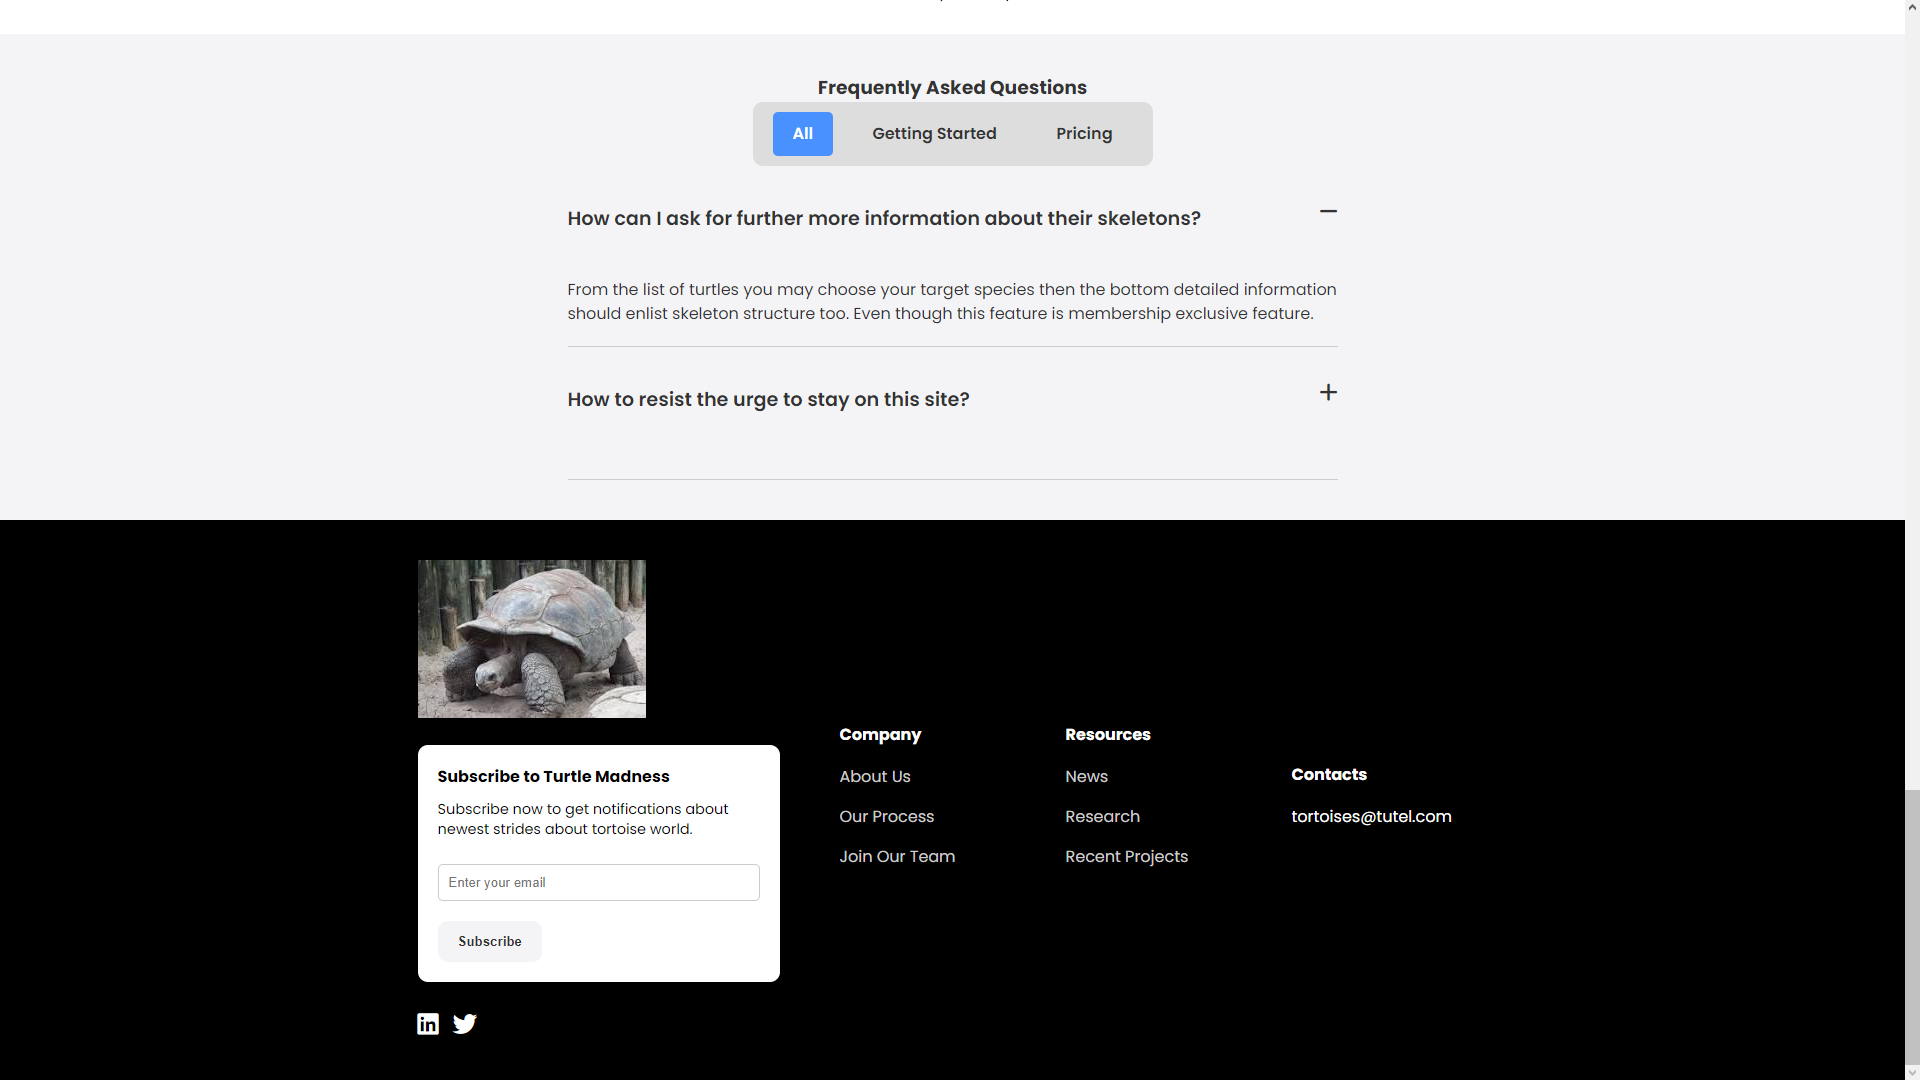 Frequently Asked Questions
All
Getting Started
Pricing
How can I ask for further more information about their skeletons?
From the list of turtles you may choose your target species then the bottom detailed information
should enlist skeleton structure too. Even though this feature is membership exclusive feature.
How to resist the urge to stay on this site?
Subscribe to Turtle Madness
Subscribe now to get notifications about
newest strides about tortoise world.
Enter your email
Subscribe
Company
About Us
Our Process
Join Our Team
Resources
News
Research
Recent Projects
Contacts
tortoises@tutel.com